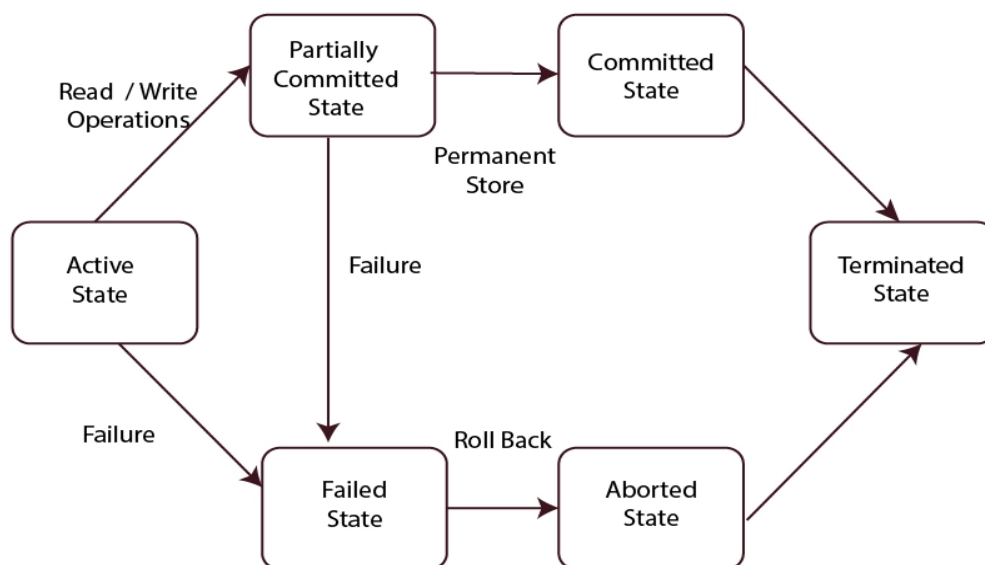 Partially
Committed
State
Committed
State
Read / Write
Operations
Permanent
Store
Active
State
Failure
Terminated
State
Failure
Roll Back
Failed
State
Aborted
State